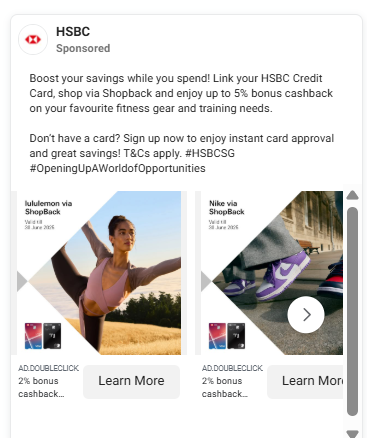 HSBC
Sponsored
Boost your savings while you spend! Link your HSBC Credit
Card, shop via Shopback and enjoy up to 5% bonus cashback
on your favourite fitness gear and training needs.
Don't have a card? Sign up now to enjoy instant card approval
and great savings! T&Cs apply. #HSBCSG
#OpeningUpAWorldofOpportunities
lululemon via
ShopBack
Valid till
30 June 2025
Nike via
ShopBack
Valid till
30 June 2025
AD.DOUBLECLICK
2% bonus
cashback...
Learn More
AD.DOUBLECLICK
2% bonus
cashback...
Learn More